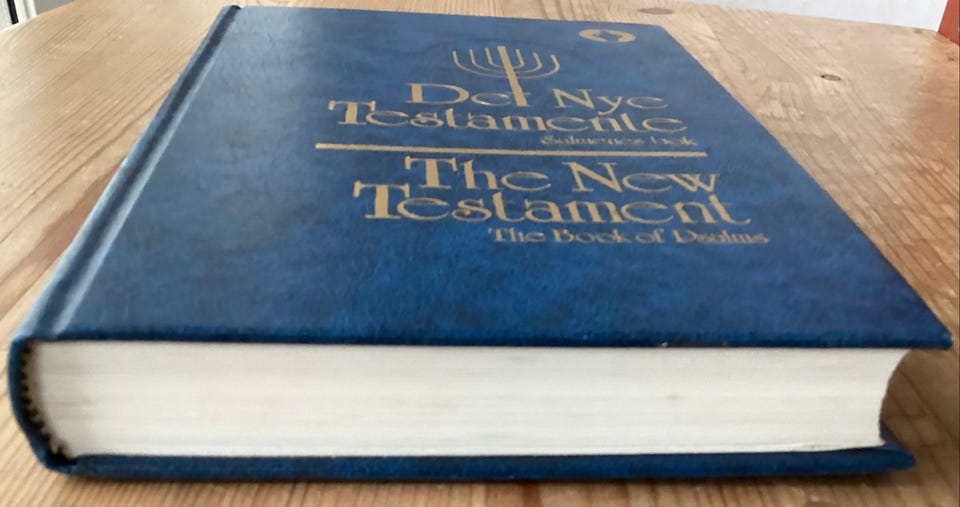 Det Nye
Testamente
Salmenes bok
The New
Testament
The Book of Psalms